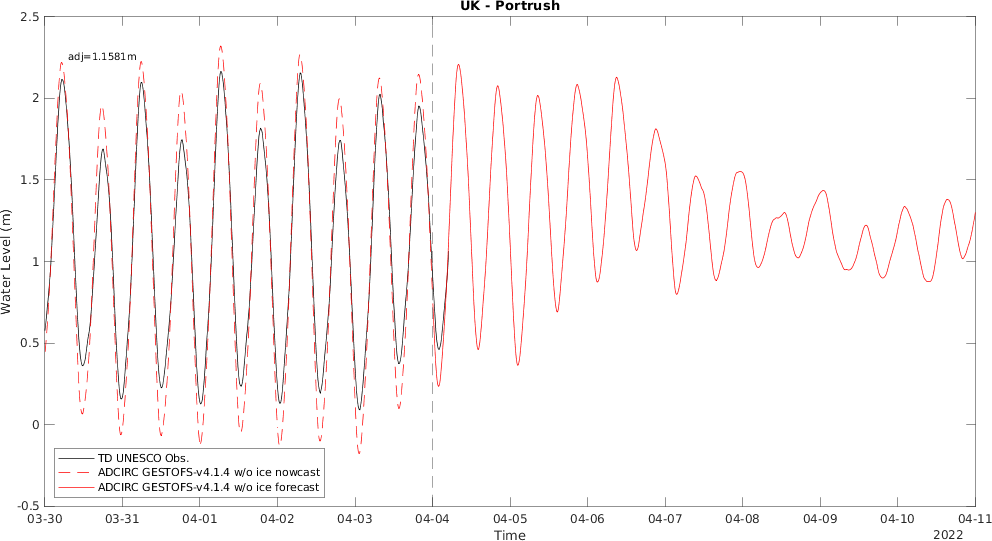 UK - Portrush
adj=1.1581m
Water Level (m)
2.5
2
1.5
1
0.5
0
-0.5
TD UNESCO Obs.
ADCIRC GESTOFS-v4.1.4 w/o ice nowcast
ADCIRC GESTOFS-v4.1.4 w/o ice forecast
03-30 03-31 04-01 04-02 04-03 04-04 04-05 04-06 04-07 04-08 04-09 04-10 04-11
Time
2022